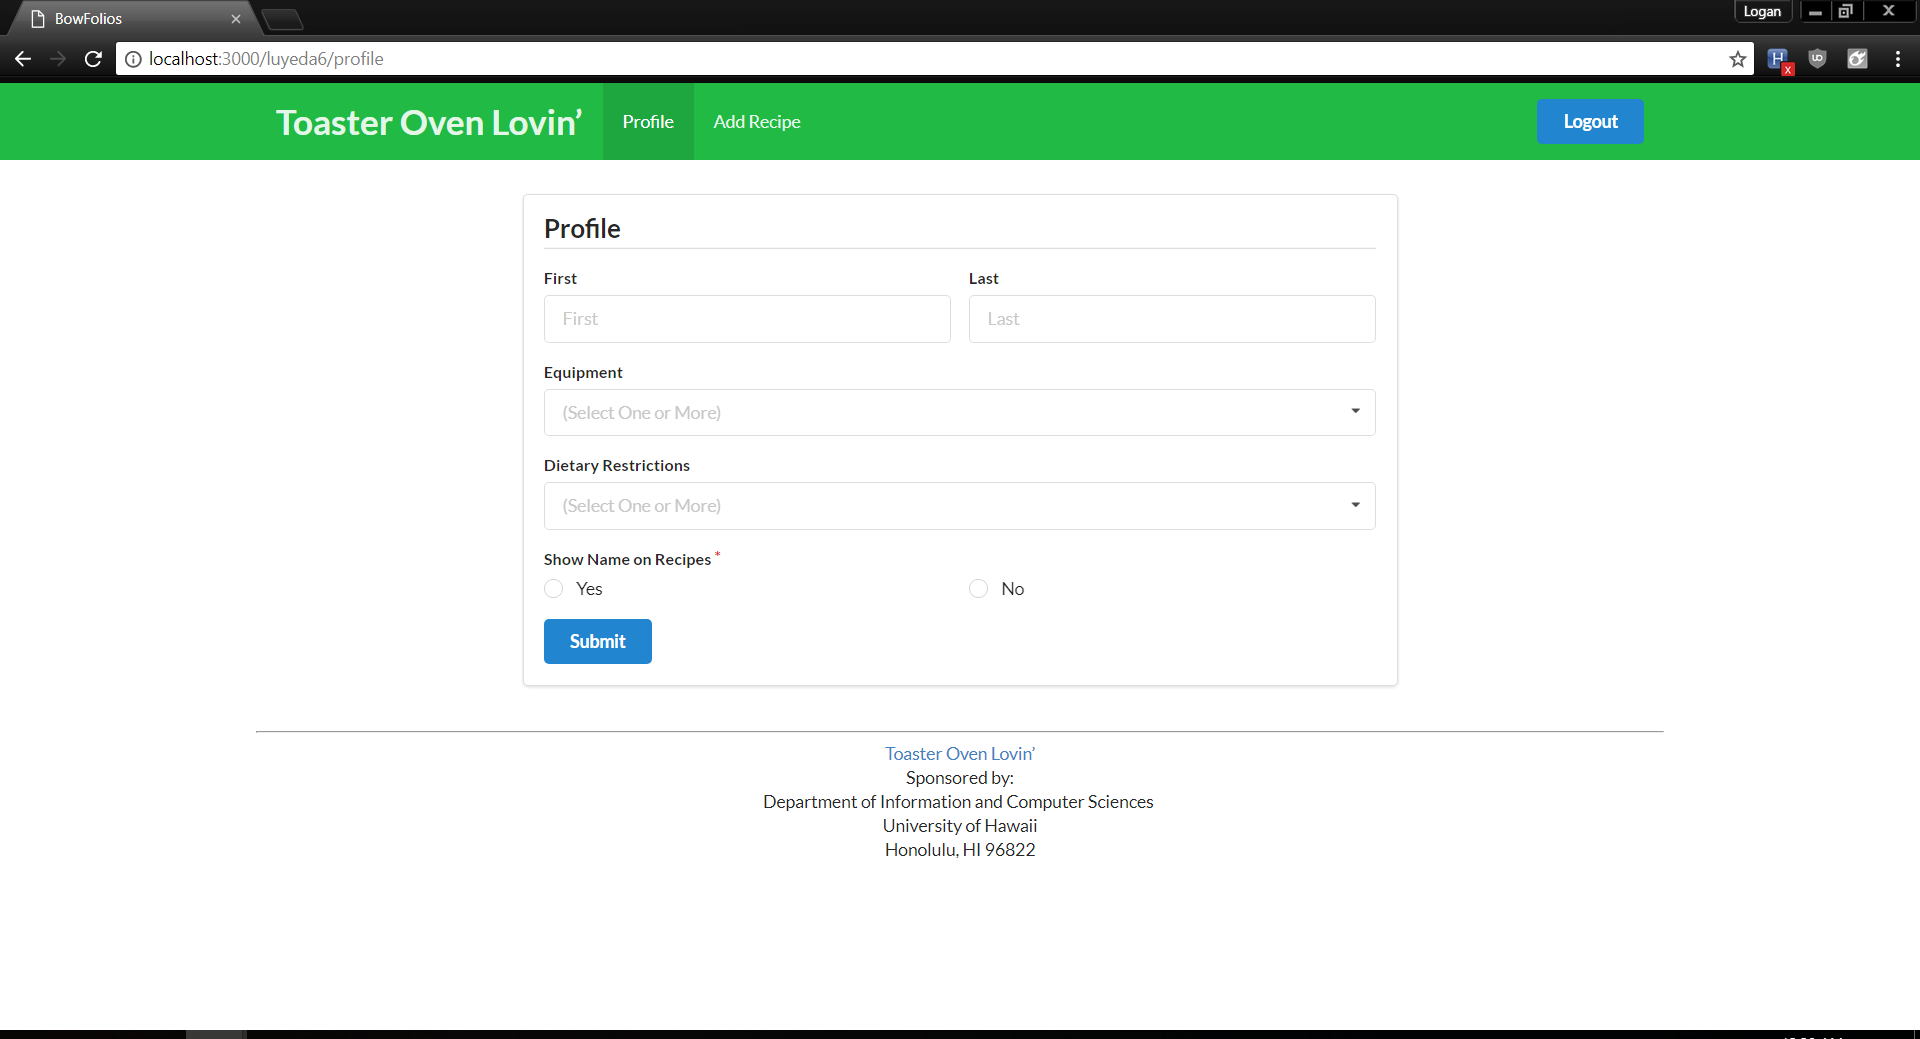 BowFolios
Logan
localhost:3000/luyeda6/profile
Toaster Oven Lovin’
Profile
Add Recipe
Logout
Profile
First
Last
First
Last
Equipment
(Select One or More)
Dietary Restrictions
(Select One or More)
Show Name on Recipes *
Yes
No
Submit
Toaster Oven Lovin’
Sponsored by:
Department of Information and Computer Sciences
University of Hawaii
Honolulu, HI 96822